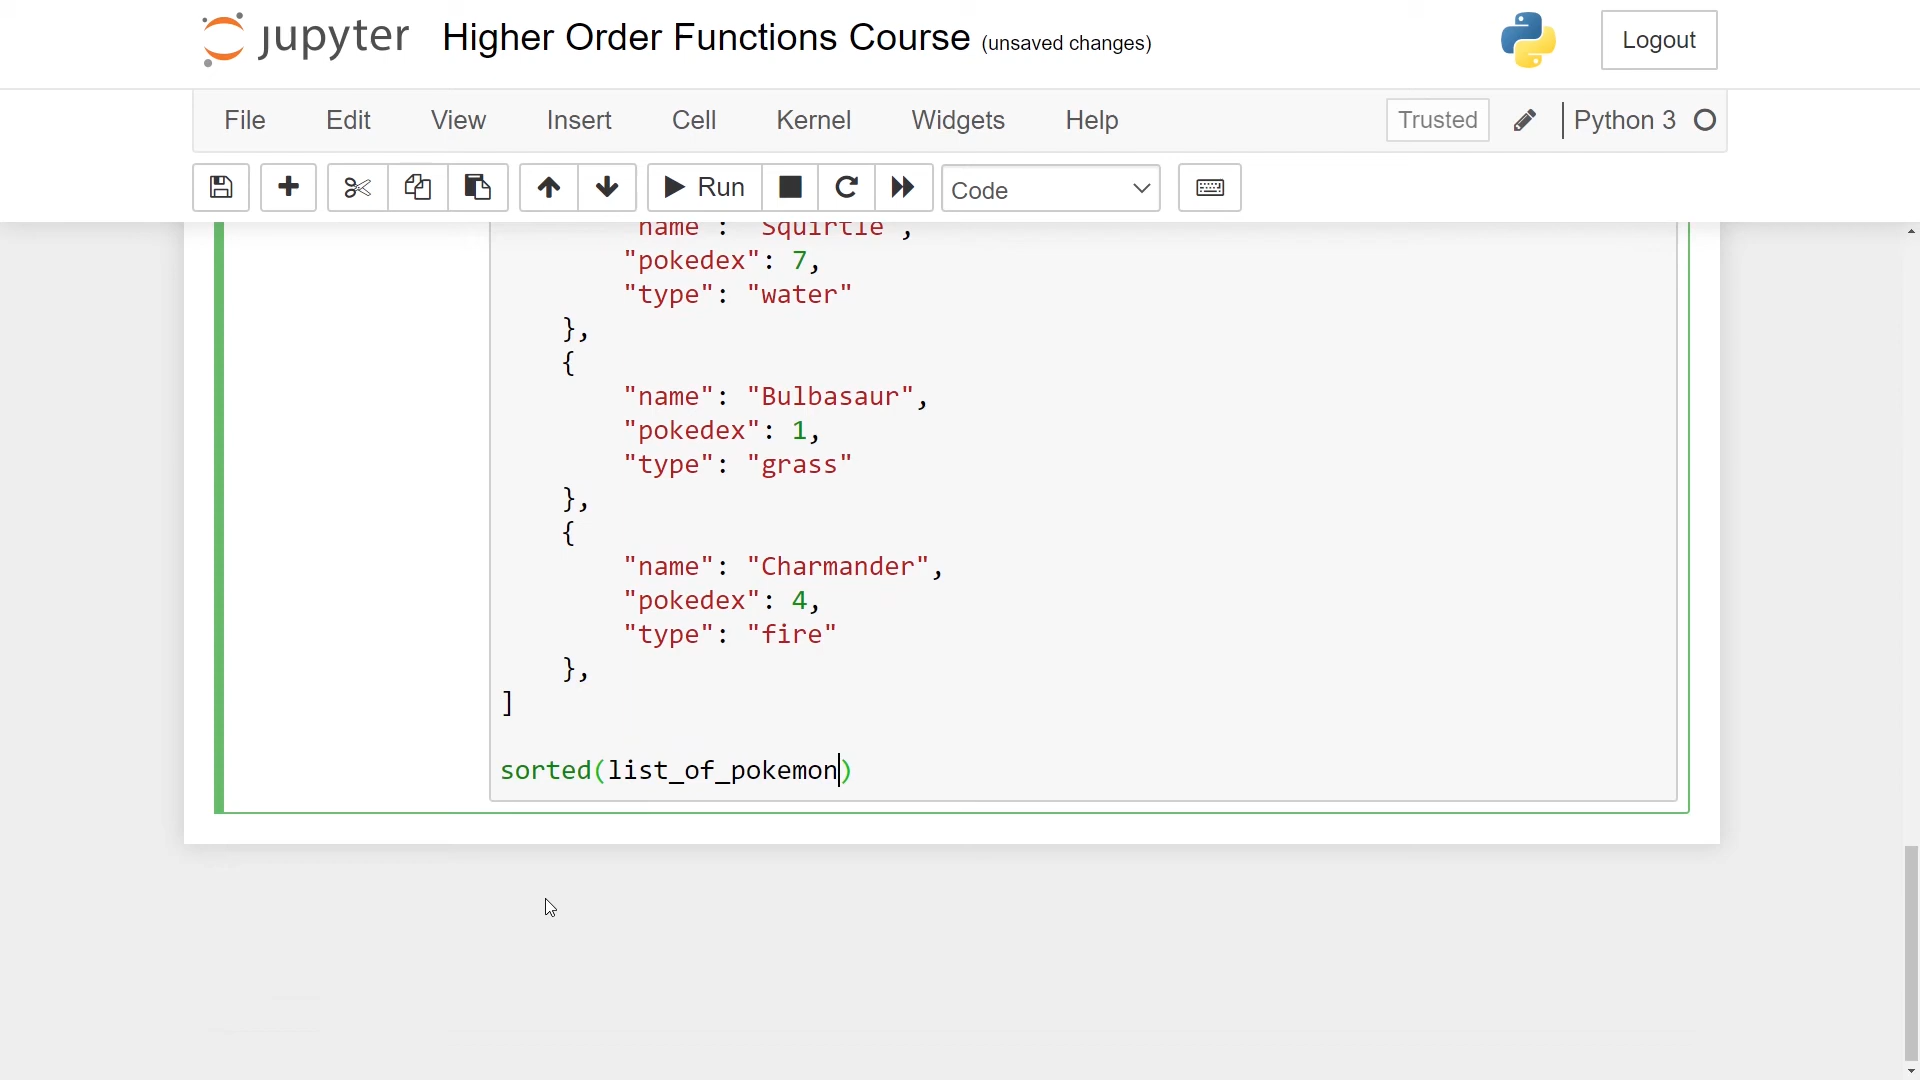 jupyter Higher Order Functions Course (unsaved changes) Logout
File Edit View Insert Cell Kernel Widgets Help Trusted Python 3
Run Code
"name": "Squirtle",
"pokedex": 7,
"type": "water"
},
{
"name": "Bulbasaur",
"pokedex": 1,
"type": "grass"
},
{
"name": "Charmander",
"pokedex": 4,
"type": "fire"
},
]
sorted(list_of_pokemon)